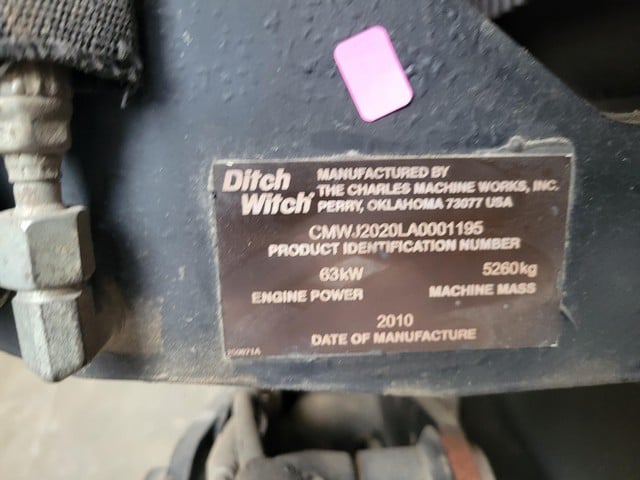 Ditch Witch
MANUFACTURED BY
THE CHARLES MACHINE WORKS, INC.
PERRY, OKLAHOMA 73077 USA
CMWJ2020LA0001195
PRODUCT IDENTIFICATION NUMBER
63kW 5260kg
ENGINE POWER MACHINE MASS
2010
DATE OF MANUFACTURE